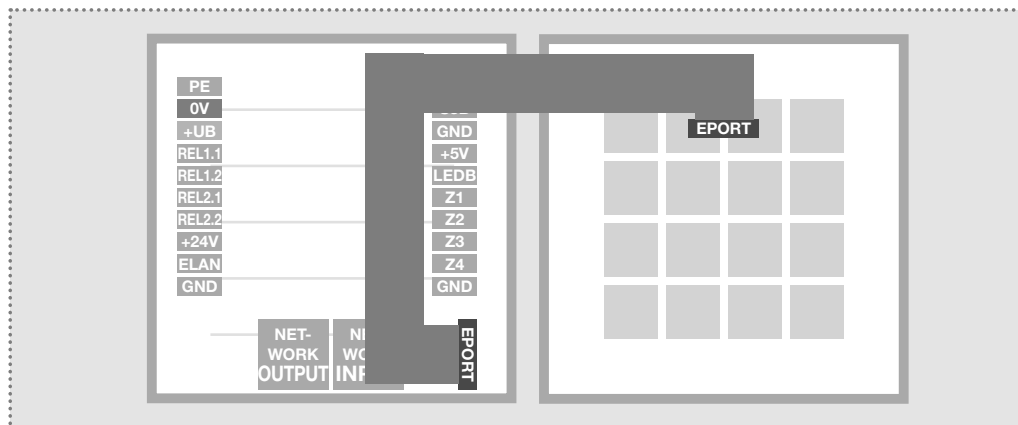 PE
0V
+UB
REL1.1
REL1.2
REL2.1
REL2.2
+24V
ELAN
GND
GND
+5V
LEDB
Z1
Z2
Z3
Z4
GND
NET-
WORK
OUTPUT
EPORT
EPORT